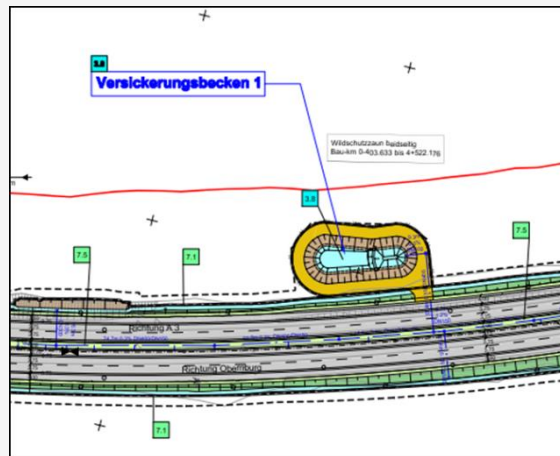 3.8
Versickerungsbecken 1
Wildschutzzaun beidseitig
Bau-km 0-403.633 bis 4+522.176
3.8
7.5
7.1
7.5
Richtung A 3
Richtung Obernburg
7.1